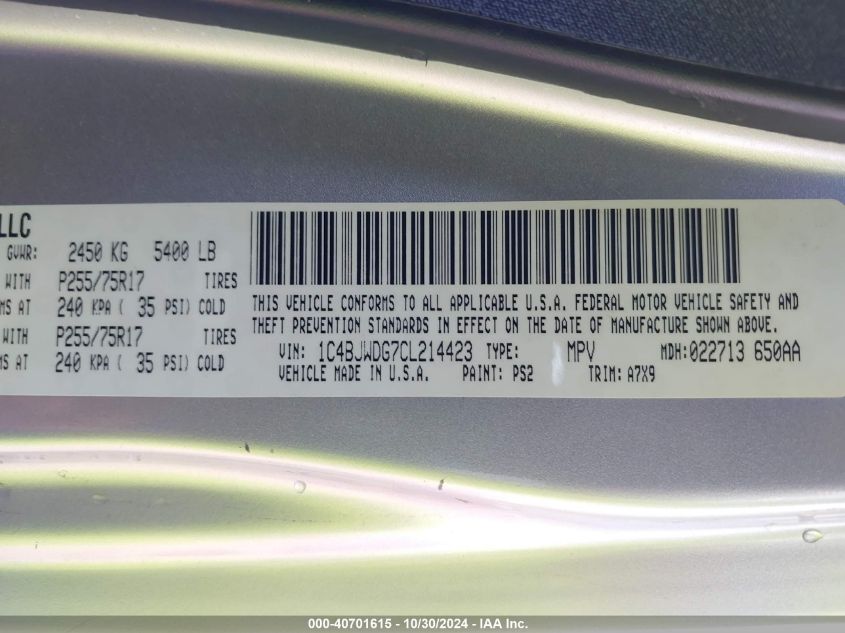 LLC
GVWR: 2450 KG 5400 LB
WITH P255/75R17 TIRES
MS AT 240 KPA ( 35 PSI) COLD
WITH P255/75R17 TIRES
MS AT 240 KPA ( 35 PSI) COLD
THIS VEHICLE CONFORMS TO ALL APPLICABLE U.S.A. FEDERAL MOTOR VEHICLE SAFETY AND
THEFT PREVENTION STANDARDS IN EFFECT ON THE DATE OF MANUFACTURE SHOWN ABOVE.
VIN: 1C4BJWDG7CL214423 TYPE: MPV MDH: 022713 650AA
VEHICLE MADE IN U.S.A. PAINT: PS2 TRIM: A7X9
000-40701615 - 10/30/2024 - IAA Inc.